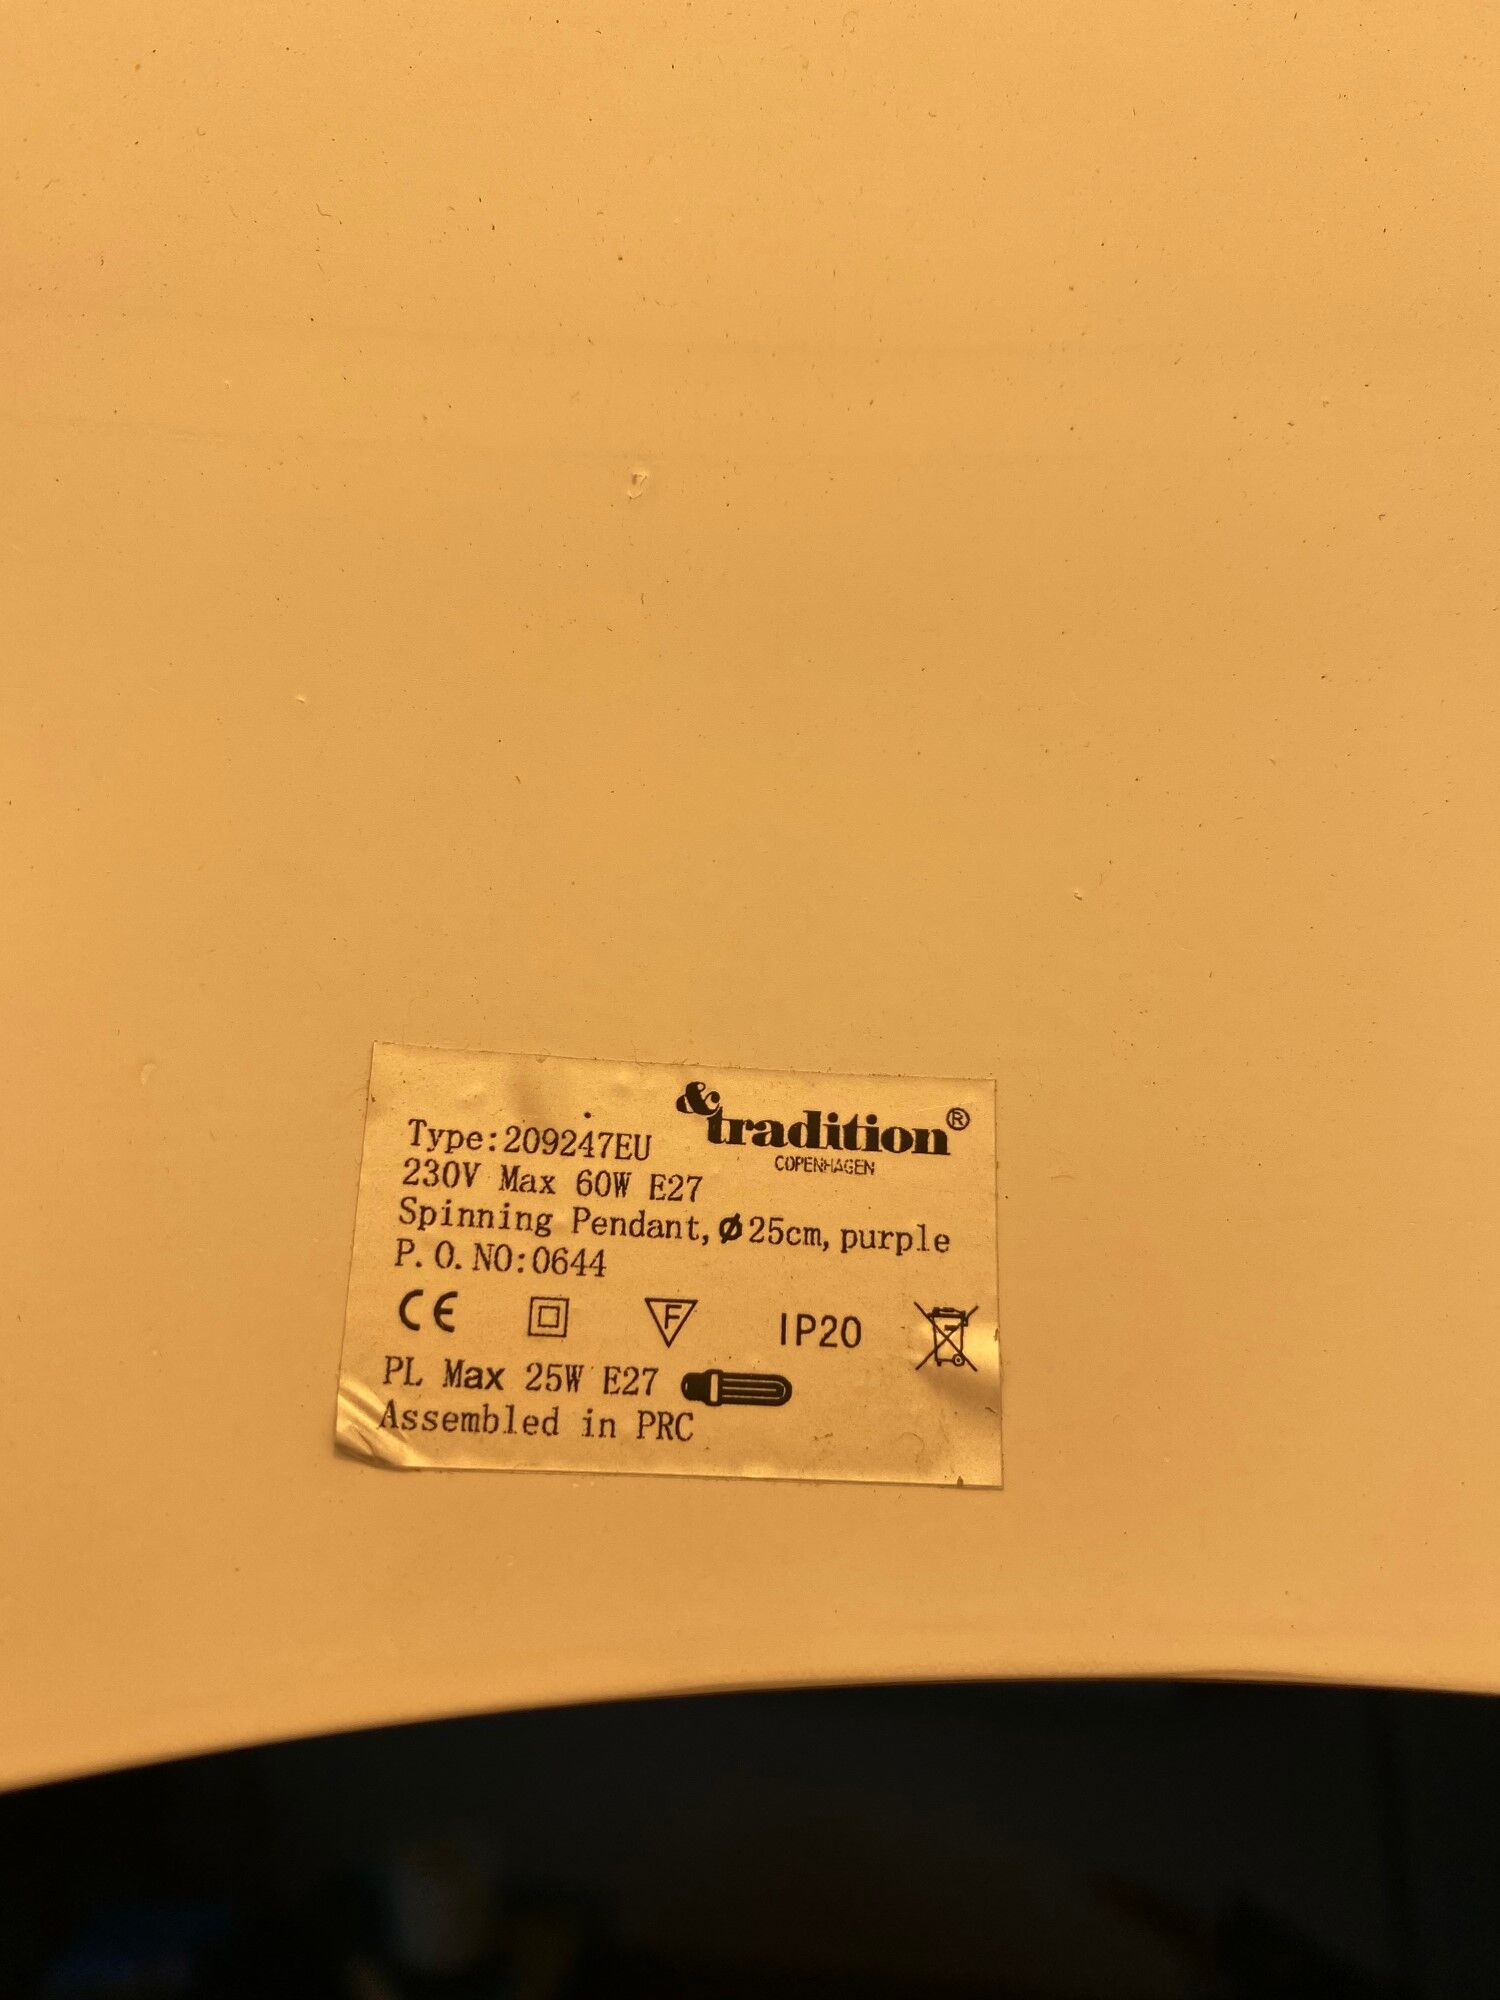 &tradition®
COPENHAGEN
Type:209247EU
230V Max 60W E27
Spinning Pendant, Ø25cm, purple
P.O.NO:0644
CE F IP20
PL Max 25W E27
Assembled in PRC